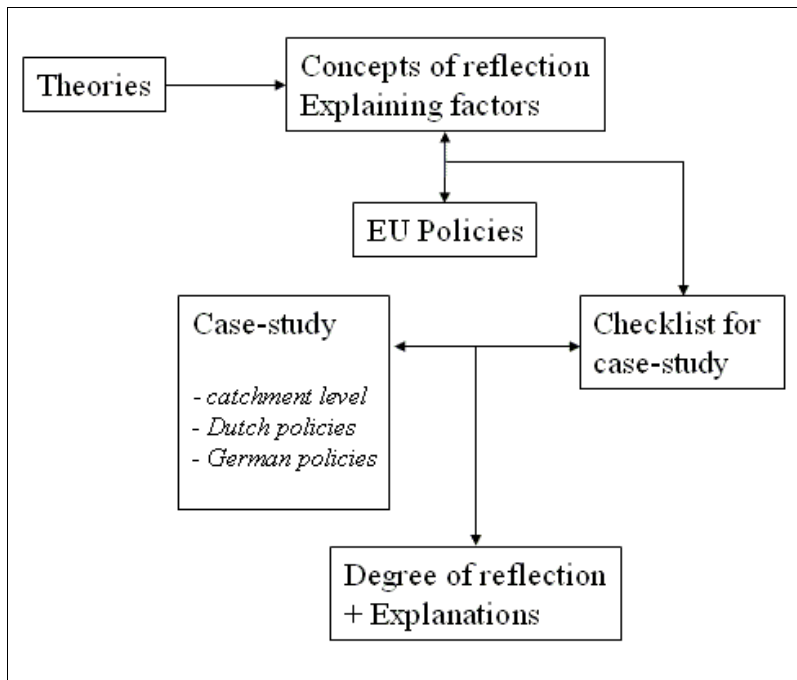 Theories
Concepts of reflection
Explaining factors
EU Policies
Case-study
- catchment level
- Dutch policies
- German policies
Checklist for
case-study
Degree of reflection
+ Explanations